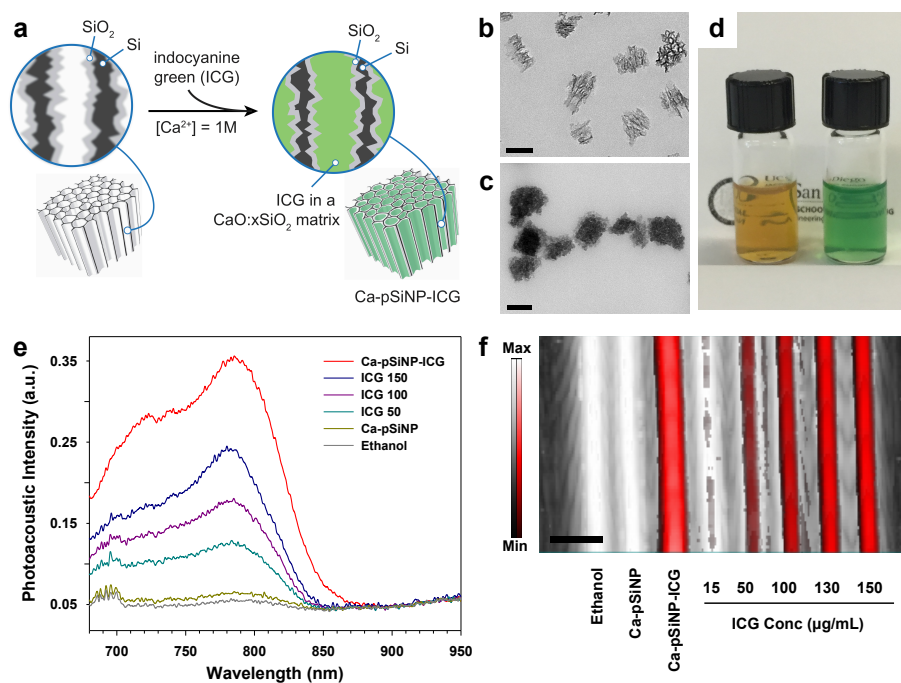 a
SiO₂
Si
indocyanine
green (ICG)
[Ca²⁺] = 1M
SiO₂
Si
ICG in a
CaO:xSiO₂ matrix
Ca-pSiNP-ICG
b
c
d
San
SCHOOL
e
Photoacoustic Intensity (a.u.)
0.35
0.25
0.15
0.05
Ca-pSiNP-ICG
ICG 150
ICG 100
ICG 50
Ca-pSiNP
Ethanol
700
750
800
850
900
950
Wavelength (nm)
f
Max
Min
Ethanol
Ca-pSiNP
Ca-pSiNP-ICG
15 50 100 130 150
ICG Conc (µg/mL)